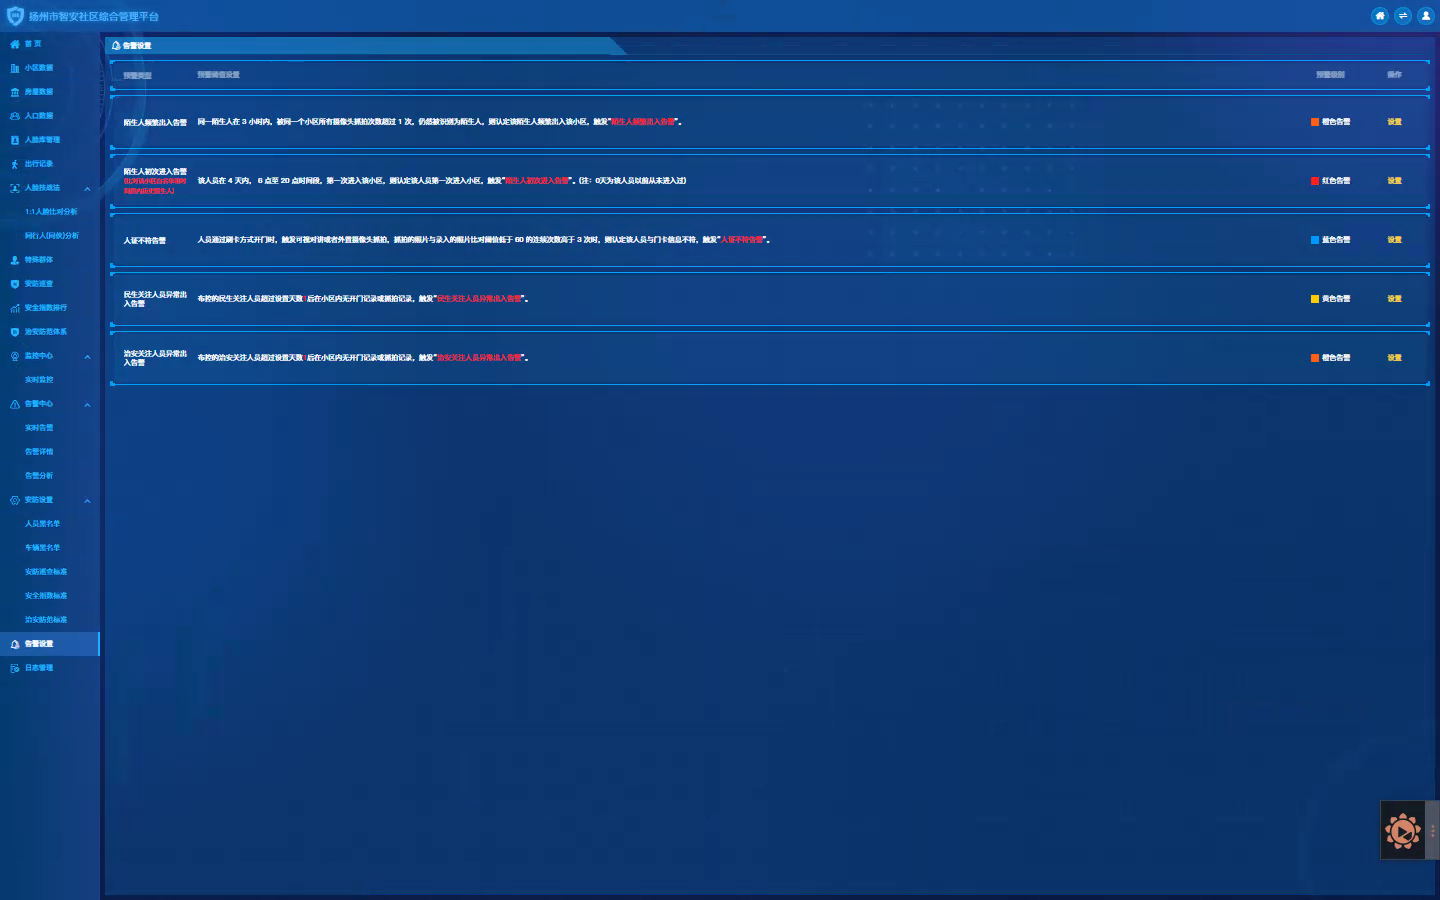 扬州市智安社区综合管理平台
首 页
小区数据
房屋数据
人口数据
人脸库管理
出行记录
人脸技战法
1:1人脸比对分析
同行人(同伙)分析
特殊群体
安防巡查
安全指数排行
治安防范体系
监控中心
实时监控
告警中心
实时告警
告警详情
告警分析
安防设置
人员黑名单
车辆黑名单
安防巡查标准
安全指数标准
治安防范标准
告警设置
日志管理
告警设置
预警类型 预警阈值设置 预警级别 操作
陌生人频繁出入告警 同一陌生人在 3 小时内，被同一个小区所有摄像头抓拍次数超过 1 次，仍然被识别为陌生人，则认定该陌生人频繁出入该小区，触发"陌生人频繁出入告警"。 橙色告警 设置
陌生人初次进入告警
该人员在 4 天内， 6 点至 20 点时间段，第一次进入该小区，则认定该人员第一次进入小区，触发"陌生人初次进入告警"。(注：0天为该人员以前从未进入过) 红色告警 设置
人证不符告警 人员通过刷卡方式开门时，触发可视对讲或者外置摄像头抓拍，抓拍的照片与录入的照片比对阈值低于 60 的连续次数高于 3 次时，则认定该人员与门卡信息不符，触发"人证不符告警"。 蓝色告警 设置
民生关注人员异常出
入告警
布控的民生关注人员超过设置天数后在小区内无开门记录或抓拍记录，触发"民生关注人员异常出入告警"。 黄色告警 设置
治安关注人员异常出
入告警
布控的治安关注人员超过设置天数后在小区内无开门记录或抓拍记录，触发"治安关注人员异常出入告警"。 橙色告警 设置